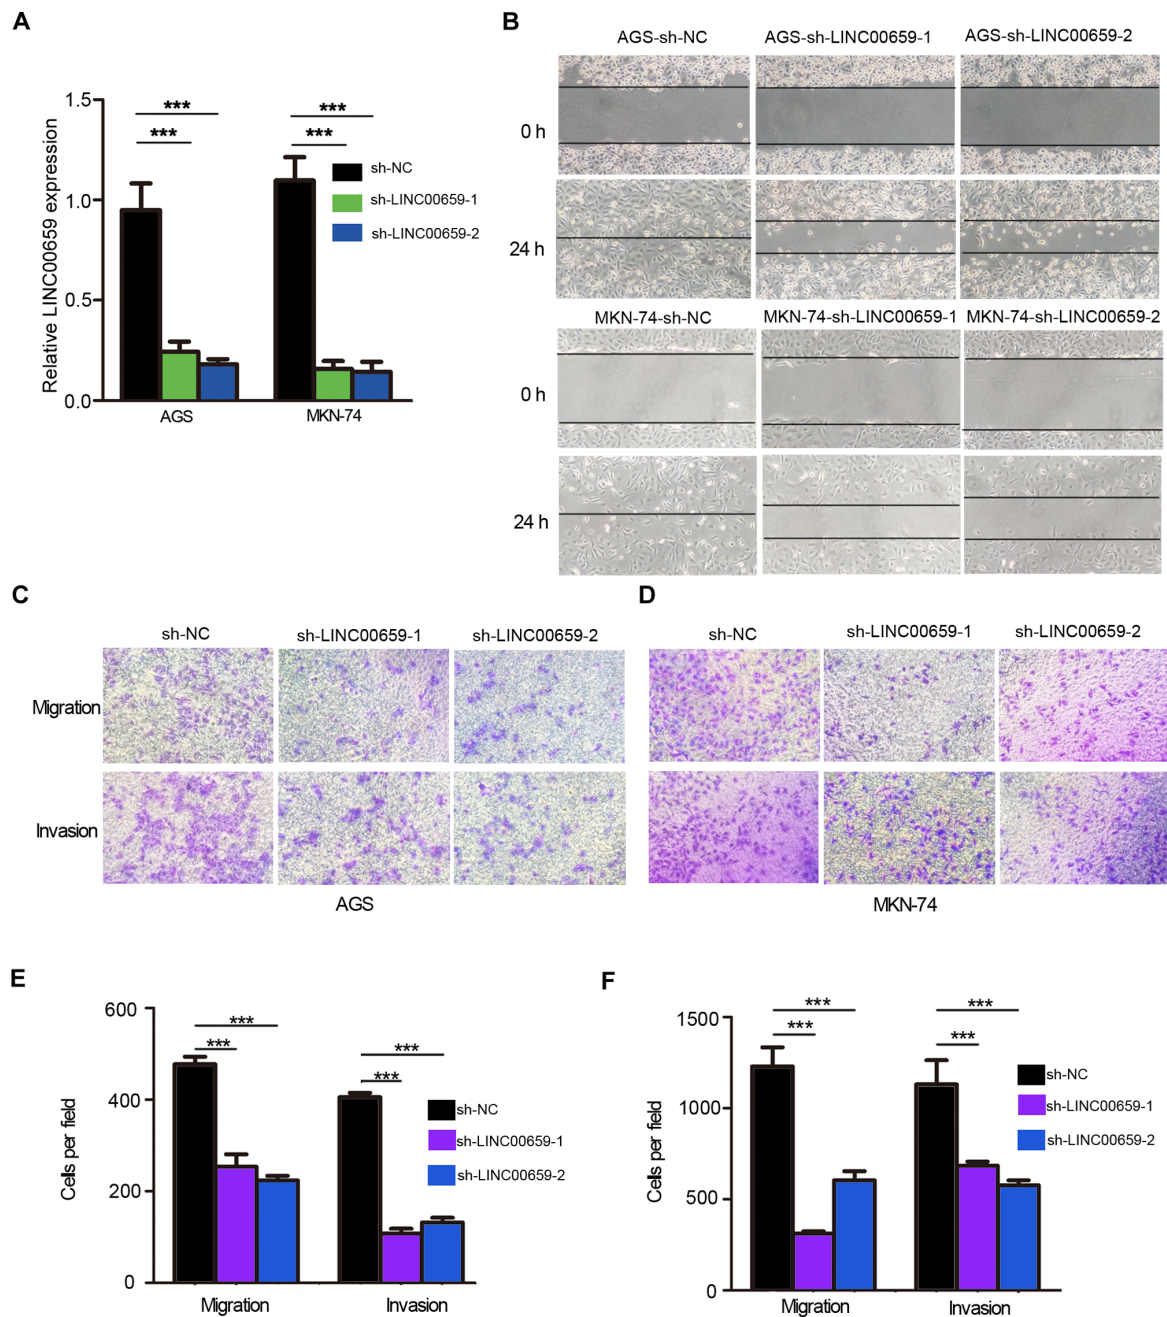 A
Relative LINC00659 expression
1.5
1.0
0.5
0.0
***
***
***
***
sh-NC
sh-LINC00659-1
sh-LINC00659-2
AGS
MKN-74
B
AGS-sh-NC
AGS-sh-LINC00659-1
AGS-sh-LINC00659-2
0 h
24 h
MKN-74-sh-NC
MKN-74-sh-LINC00659-1
MKN-74-sh-LINC00659-2
0 h
24 h
C
sh-NC
sh-LINC00659-1
sh-LINC00659-2
Migration
Invasion
AGS
D
sh-NC
sh-LINC00659-1
sh-LINC00659-2
MKN-74
E
Cells per field
600
400
200
0
***
***
***
***
sh-NC
sh-LINC00659-1
sh-LINC00659-2
Migration
Invasion
F
Cells per field
1500
1000
500
0
***
***
***
***
sh-NC
sh-LINC00659-1
sh-LINC00659-2
Migration
Invasion